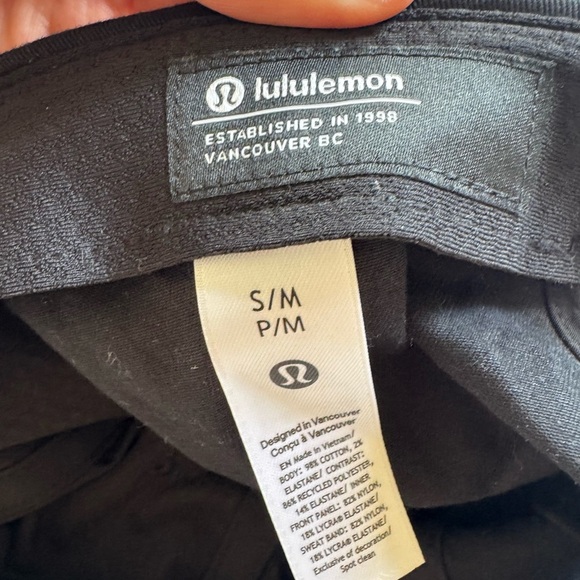 lululemon
ESTABLISHED IN 1998
VANCOUVER BC
S/M
P/M
Designed in Vancouver
Conçu à Vancouver
EN Made in Vietnam/
BODY: 98% COTTON, 2%
ELASTANE/ CONTRAST:
86% RECYCLED POLYESTER,
14% ELASTANE/ INNER
FRONT PANEL: 82% NYLON,
18% LYCRA® ELASTANE/
SWEAT BAND: 82% NYLON,
18% LYCRA® ELASTANE/
Exclusive of decoration/
Spot clean